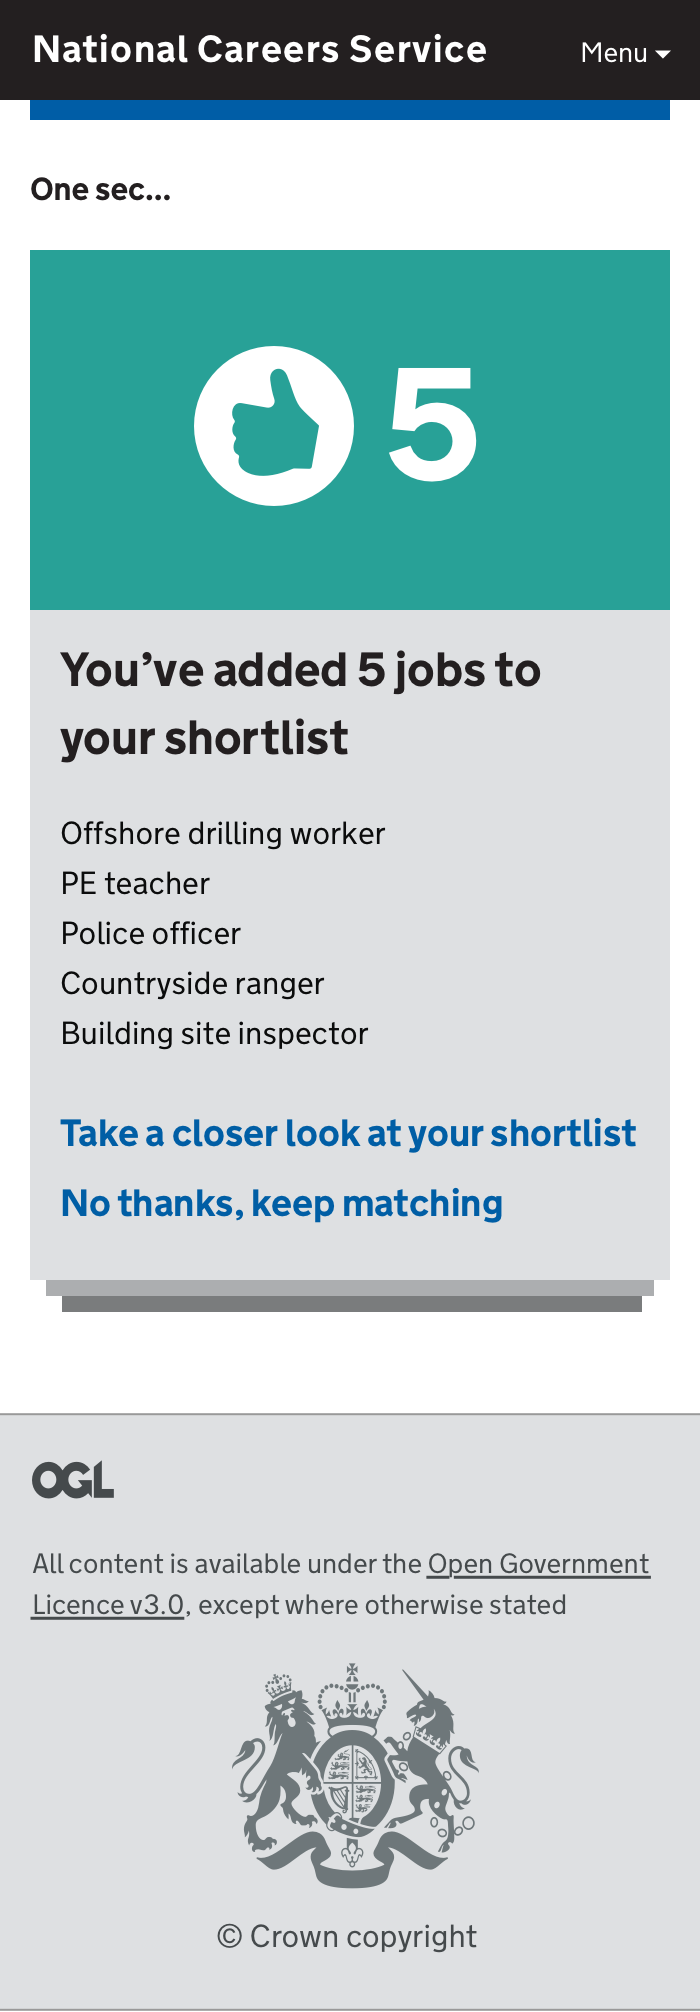 National Careers Service
Menu
One sec...
5
You’ve added 5 jobs to
your shortlist
Offshore drilling worker
PE teacher
Police officer
Countryside ranger
Building site inspector
Take a closer look at your shortlist
No thanks, keep matching
OGL
All content is available under the Open Government
Licence v3.0, except where otherwise stated
© Crown copyright